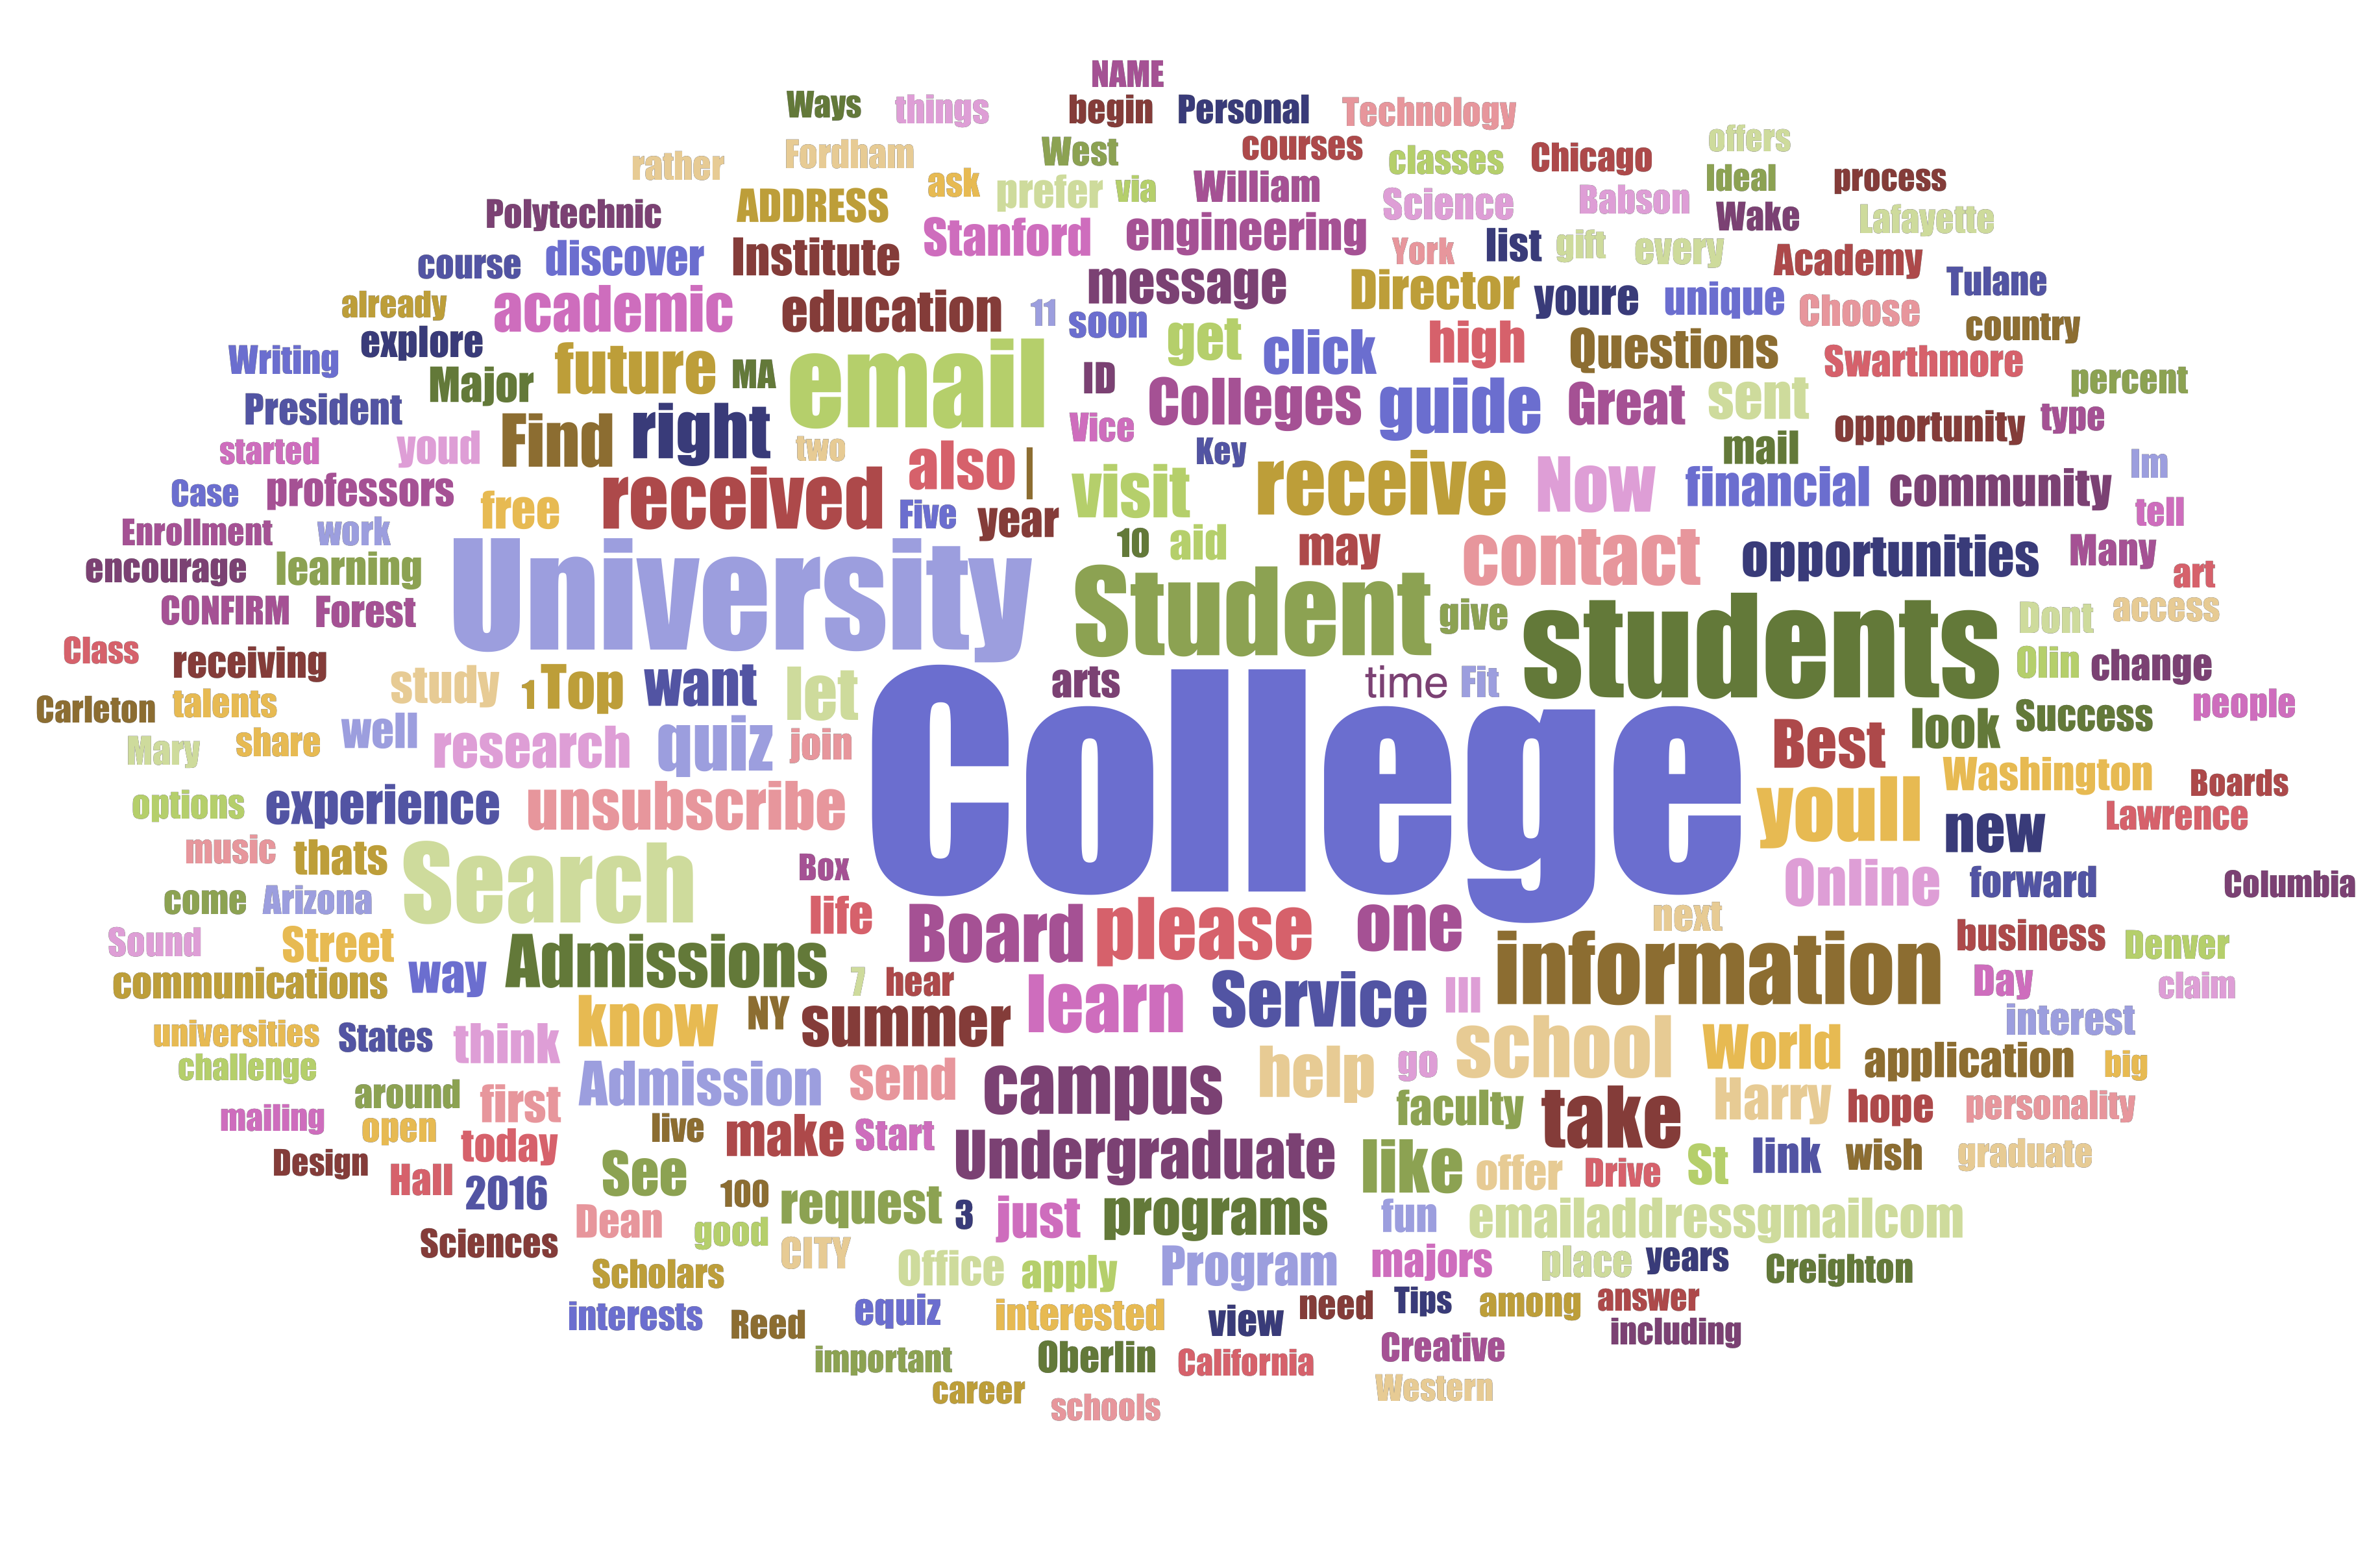 NAME
Ways things begin Personal Technology
rather Fordham West courses classes Chicago offers
Polytechnic ADDRESS ask prefer via William Science Babson Ideal process
course discover Institute Stanford engineering York list gift every Wake Lafayette
already academic education 11 soon message Director youre unique Academy Tulane
Writing explore future MA email get click high Questions Choose country
President Major Find right ID Colleges guide Great sent Swarthmore percent
started youd two also | Vice Key mail opportunity type
Case professors free received Five year visit receive Now financial community Im
Enrollment work 10 aid may contact opportunities Many tell
encourage learning University Student give students Dont access art
CONFIRM Forest
Class receiving study 1 Top want let arts time Fit Olin change
Carleton talents College look Success people
Mary share well research quiz join Best Washington Boards
options experience unsubscribe youll new Lawrence
music thats Search Box Online forward Columbia
come Arizona life Board please one next business Denver
Sound Street Admissions 7 hear information Day claim
communications way know NY summer learn Service III interest
universities States think school World application big
challenge around first Admission send campus help go Harry hope personality
mailing open today live make Start Undergraduate faculty take
Design Hall 2016 See 100 request like offer Drive St link wish graduate
Sciences Dean good CITY 3 just programs fun emailaddressgmailcom
Scholars Office apply Program majors place years Creighton
interests Reed equiz interested view need Tips among answer
important Oberlin California Creative including
career schools Western